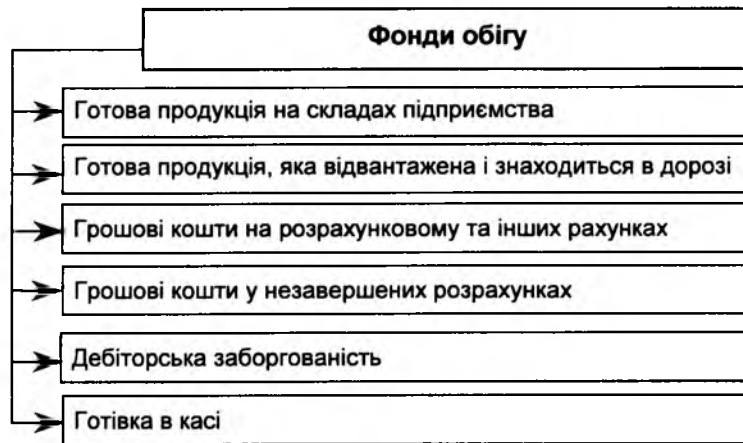 Фонди обігу
Готова продукція на складах підприємства
Готова продукція, яка відвантажена і знаходиться в дорозі
Грошові кошти на розрахунковому та інших рахунках
Грошові кошти у незавершених розрахунках
Дебіторська заборгованість
Готівка в касі